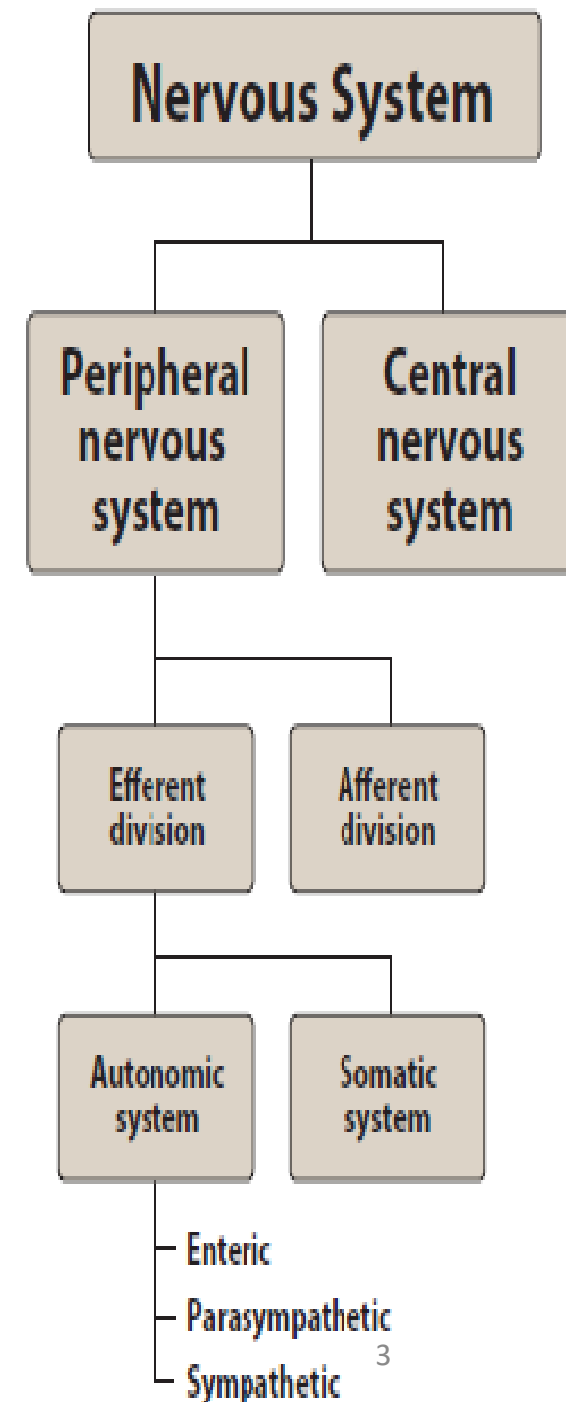 Nervous System
Peripheral
nervous
system
Central
nervous
system
Efferent
division
Afferent
division
Autonomic
system
Somatic
system
Enteric
Parasympathetic
3
Sympathetic